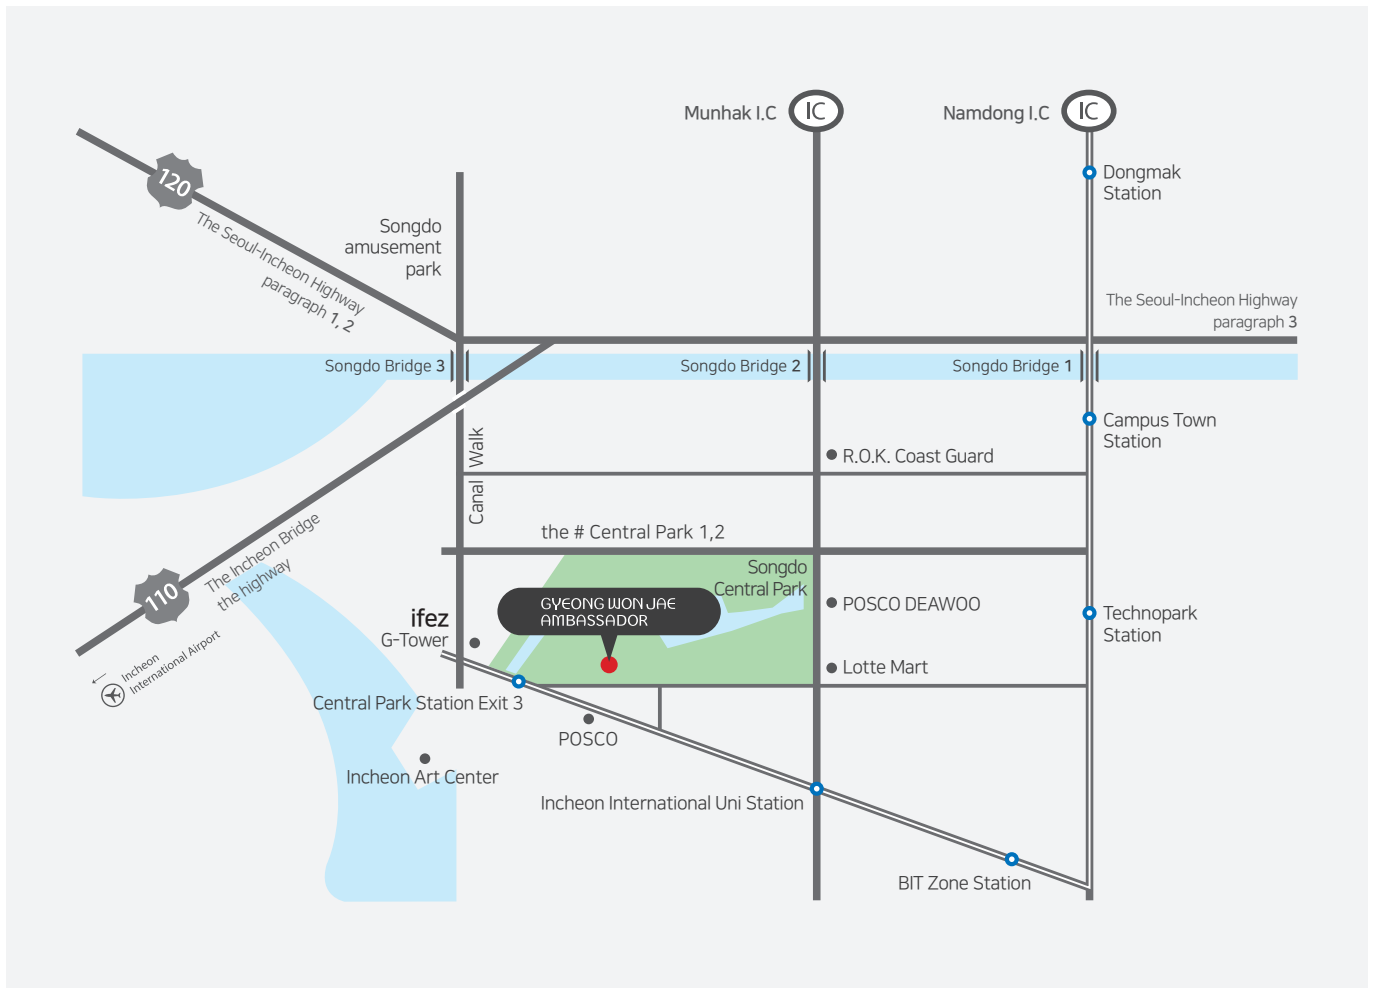 Munhak I.C
IC
Namdong I.C
IC
120
Dongmak
Station
The Seoul-Incheon Highway
paragraph 1, 2
Songdo
amusement
park
The Seoul-Incheon Highway
paragraph 3
Songdo Bridge 3
Songdo Bridge 2
Songdo Bridge 1
Campus Town
Station
Canal Walk
R.O.K. Coast Guard
the # Central Park 1,2
The Incheon Bridge
the highway
110
Songdo
Central Park
GYEONG WON JAE
AMBASSADOR
POSCO DEAWOO
Technopark
Station
ifez
G-Tower
Incheon
International Airport
Lotte Mart
Central Park Station Exit 3
POSCO
Incheon Art Center
Incheon International Uni Station
BIT Zone Station